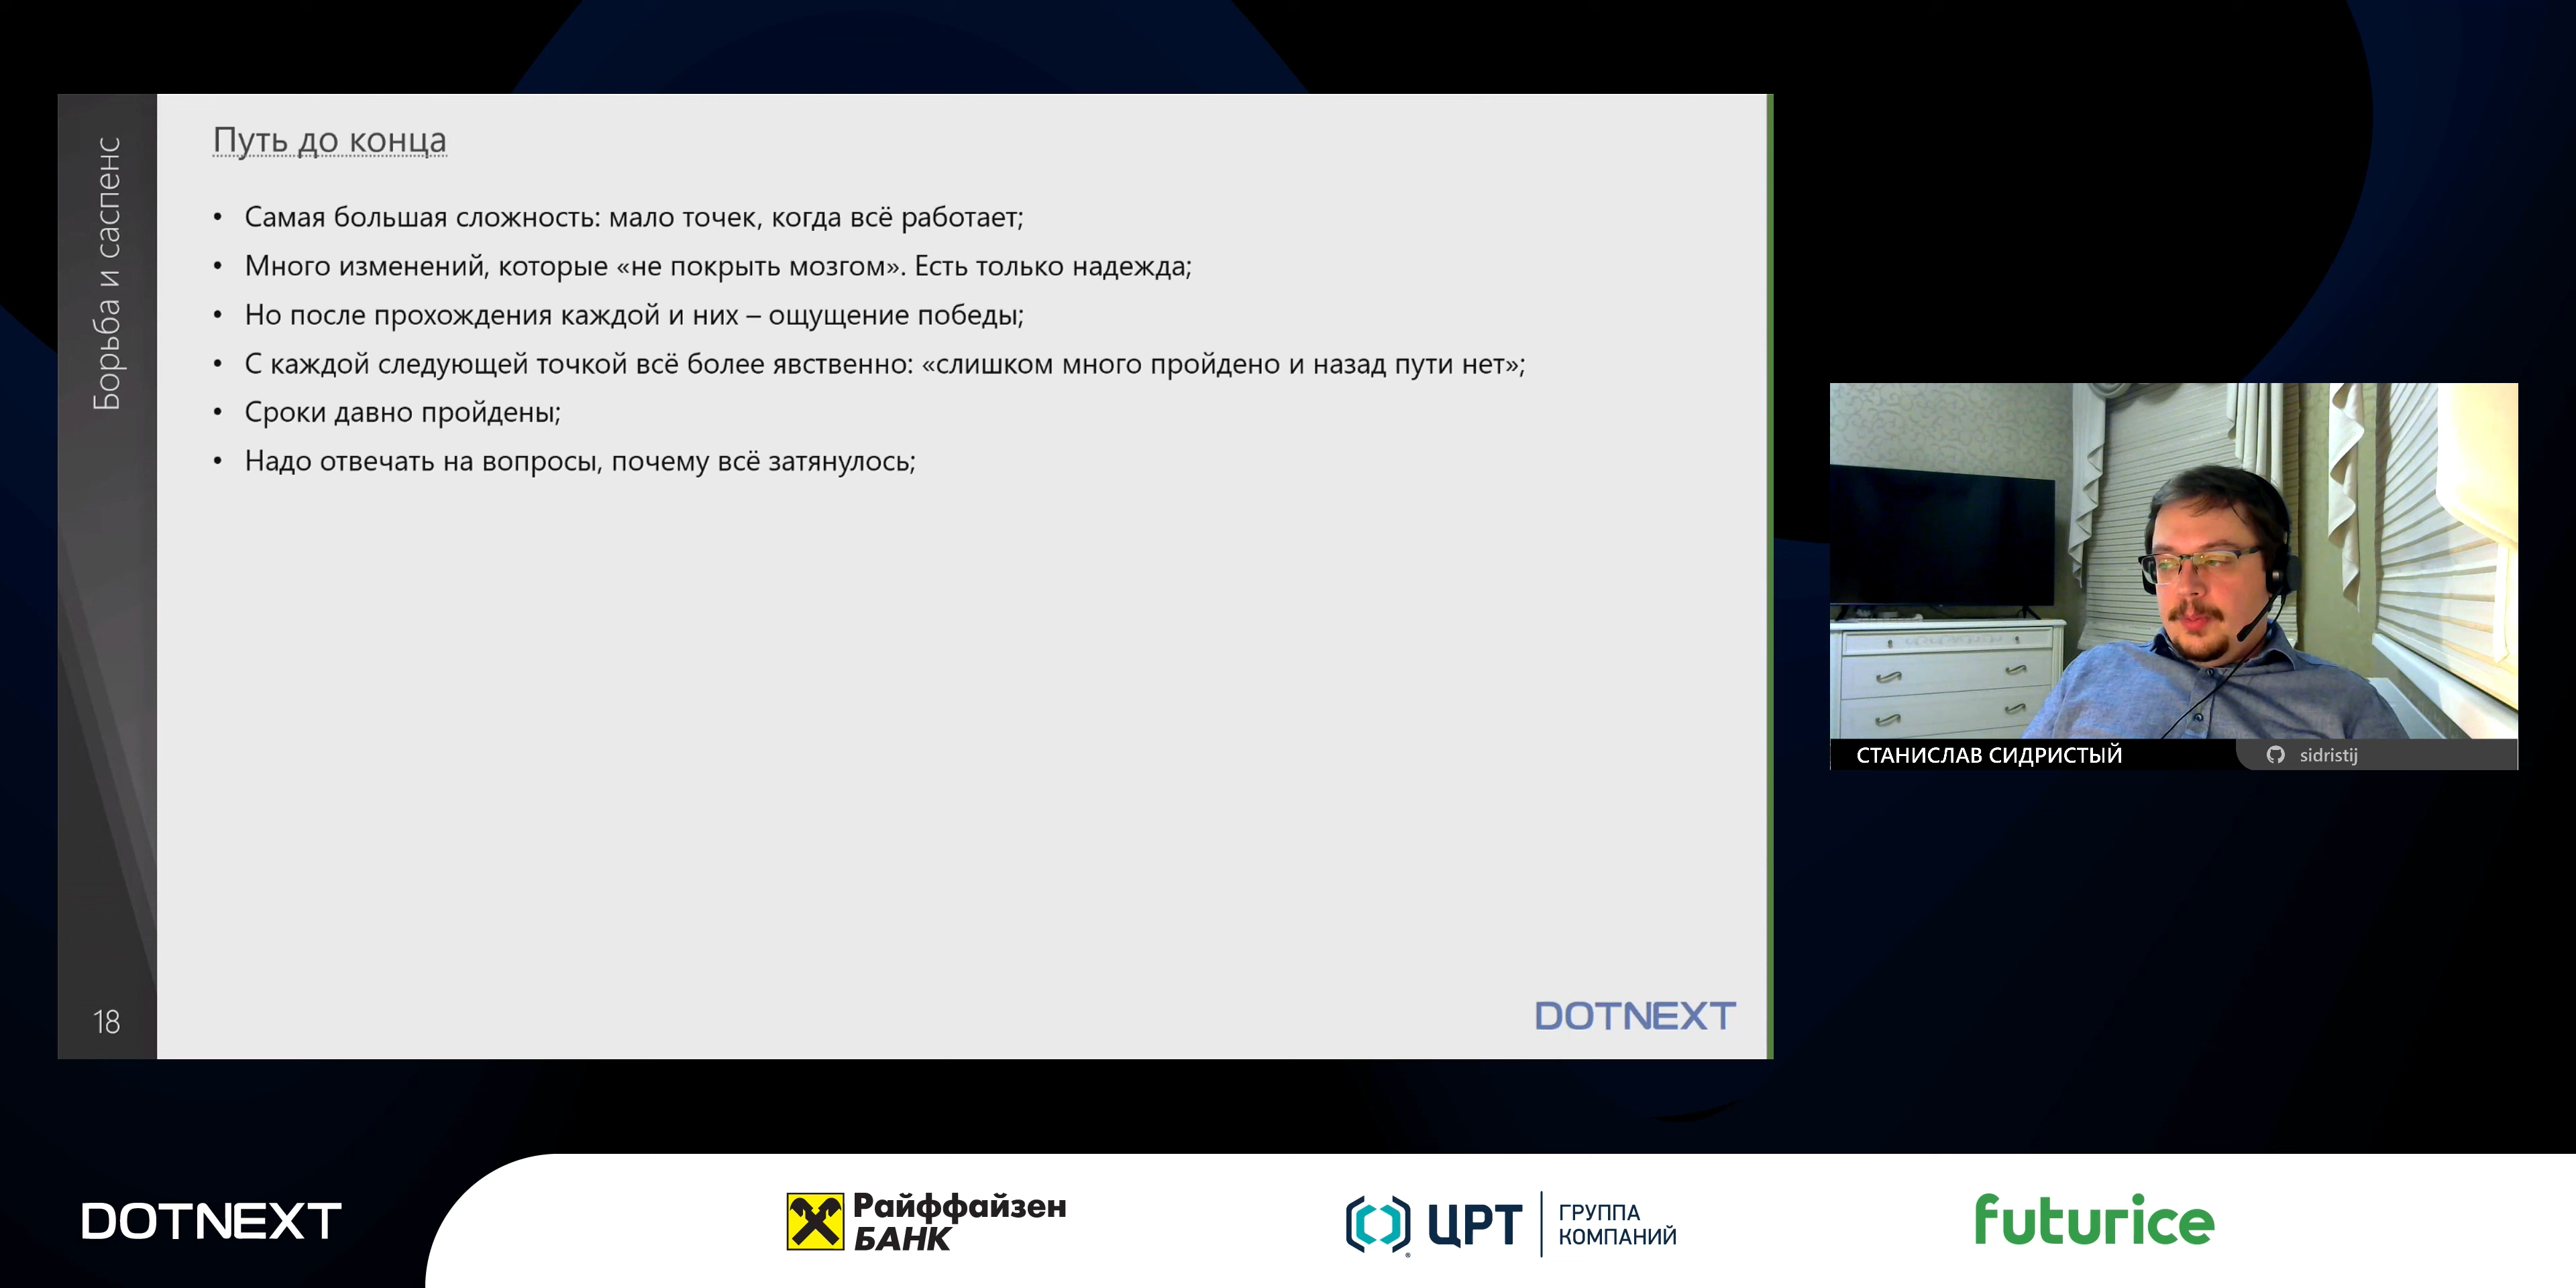 Борьба и саспенс
Путь до конца
• Самая большая сложность: мало точек, когда всё работает;
• Много изменений, которые «не покрыть мозгом». Есть только надежда;
• Но после прохождения каждой и них – ощущение победы;
• С каждой следующей точкой всё более явственно: «слишком много пройдено и назад пути нет»;
• Сроки давно пройдены;
• Надо отвечать на вопросы, почему всё затянулось;
18
DOTNEXT
СТАНИСЛАВ СИДРИСТЫЙ
sidristij
DOTNEXT
Райффайзен
БАНК
ЦРТ
ГРУППА
КОМПАНИЙ
futurice